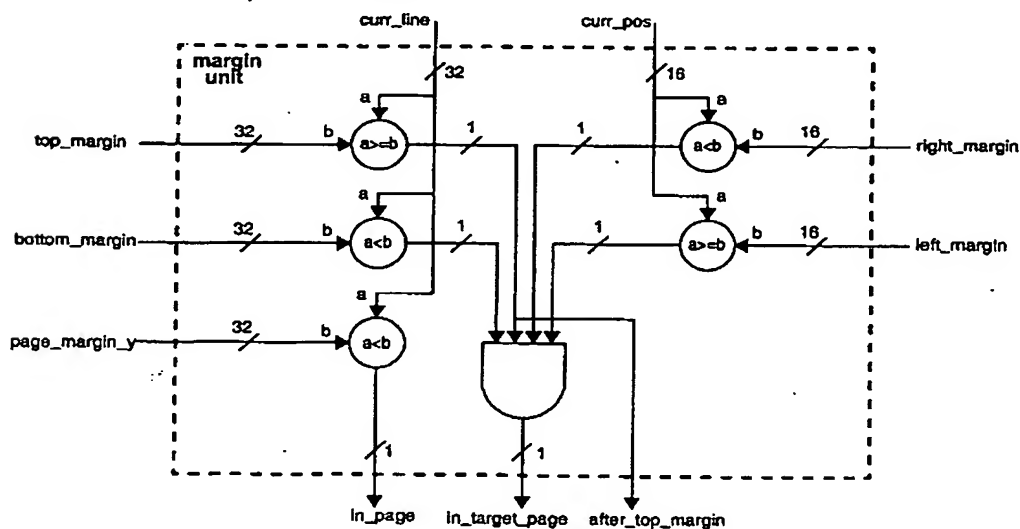 curr_line
curr_pos
margin
unit
32
16
a
a
top_margin
32
b
a>=b
1
1
a<b
b
16
right_margin
a
a
bottom_margin
32
b
a<b
1
1
a>=b
b
16
left_margin
a
page_margin_y
32
b
a<b
1
1
in_page
in_target_page
after_top_margin